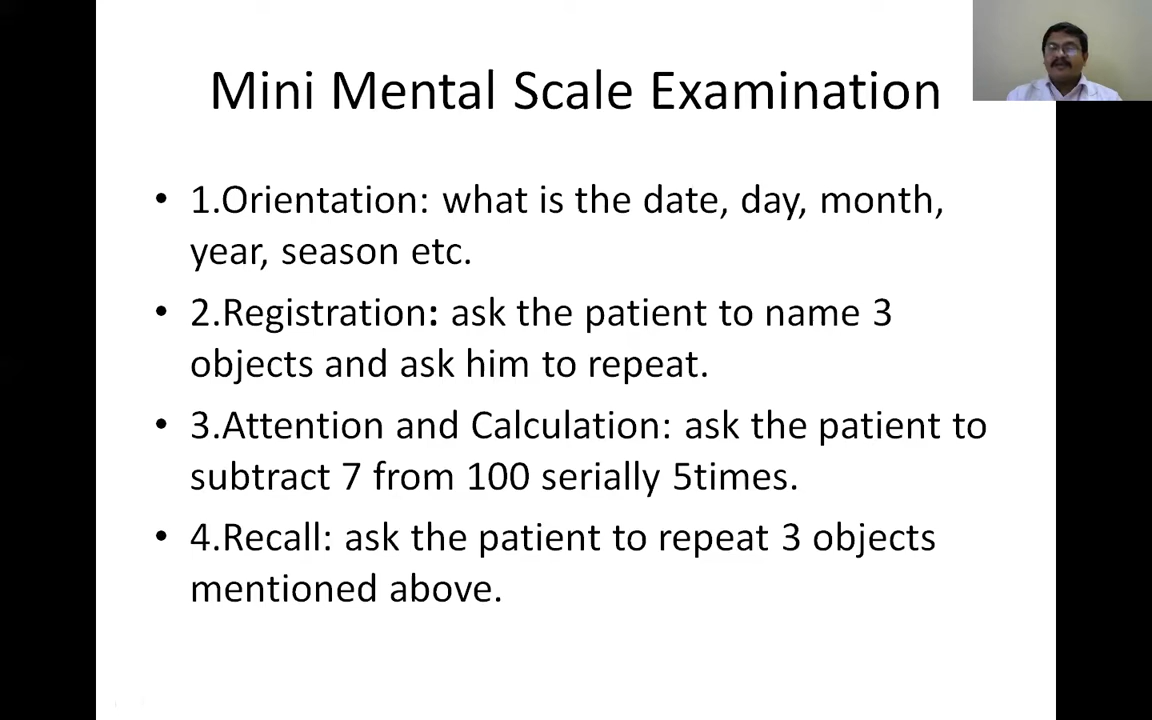 Mini Mental Scale Examination
• 1.Orientation: what is the date, day, month,
year, season etc.
• 2.Registration: ask the patient to name 3
objects and ask him to repeat.
• 3.Attention and Calculation: ask the patient to
subtract 7 from 100 serially 5times.
• 4.Recall: ask the patient to repeat 3 objects
mentioned above.